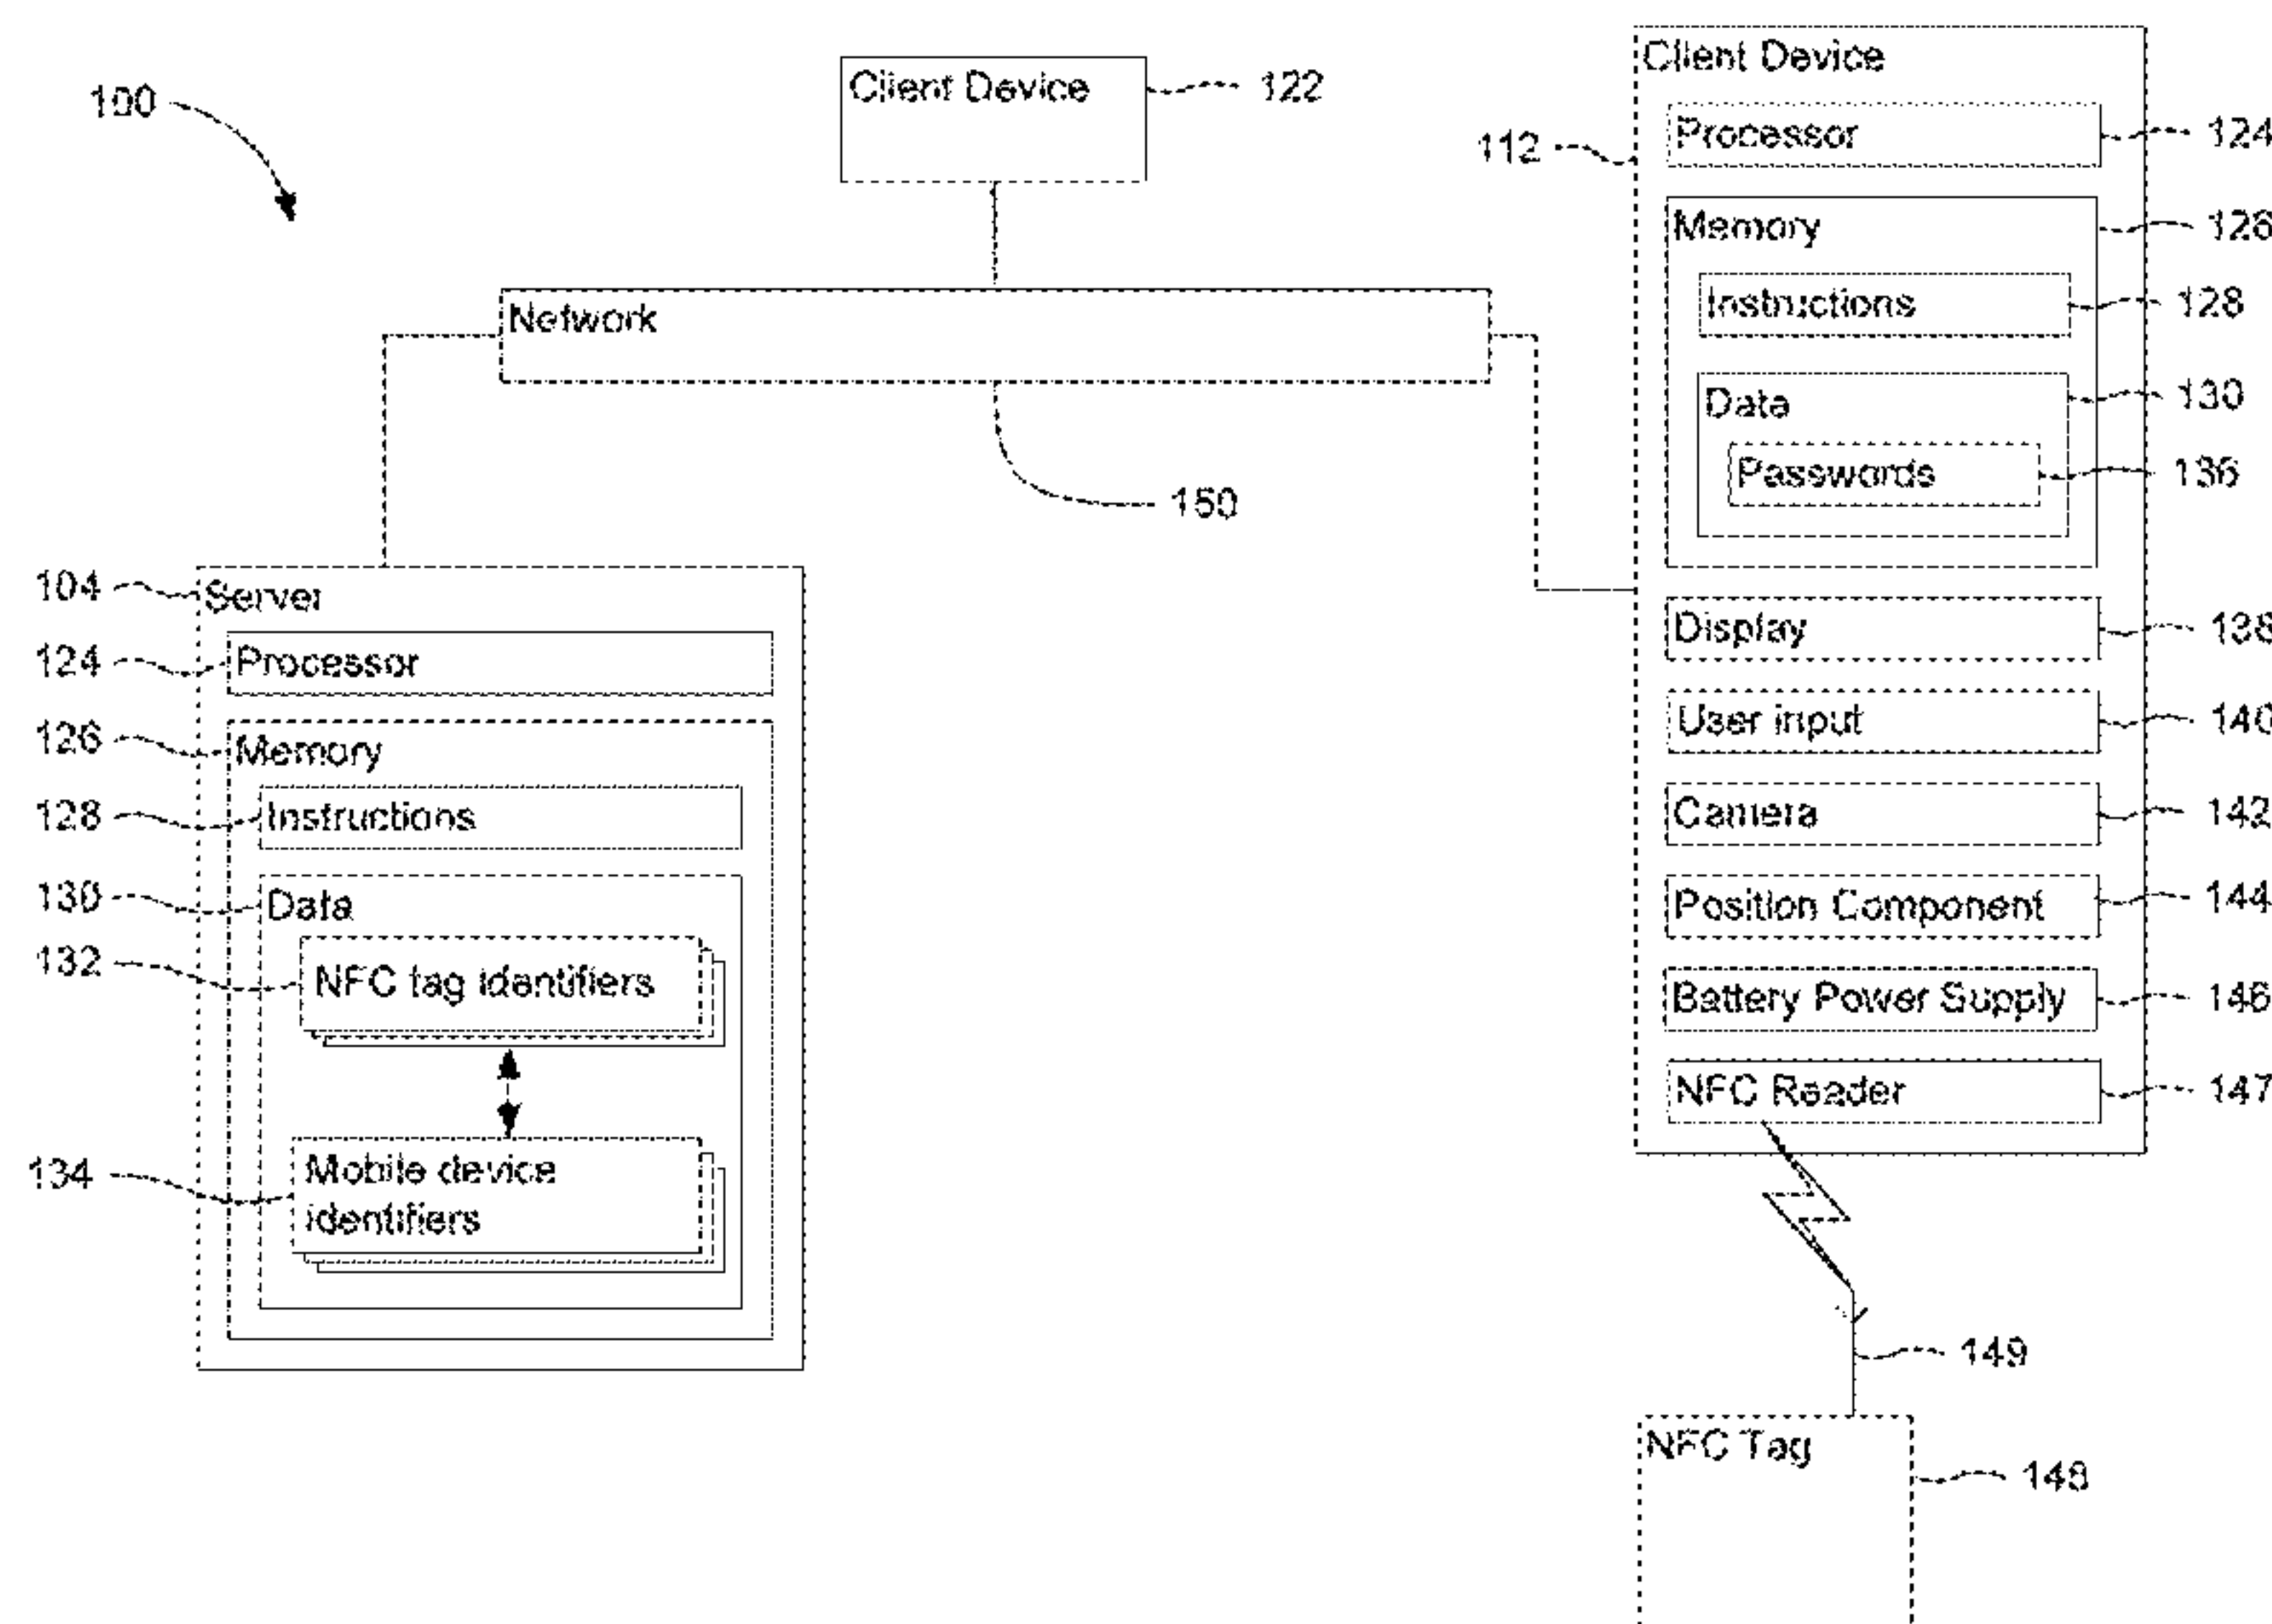 100
Client Device
122
Network
150
104
Server
124
Processor
126
Memory
128
Instructions
130
Data
132
NFC tag identifiers
134
Mobile device
identifiers
Client Device
112
Processor
124
Memory
126
Instructions
128
Data
130
Passwords
136
Display
138
User input
140
Camera
142
Position Component
144
Battery Power Supply
146
NFC Reader
147
149
NFC Tag
148